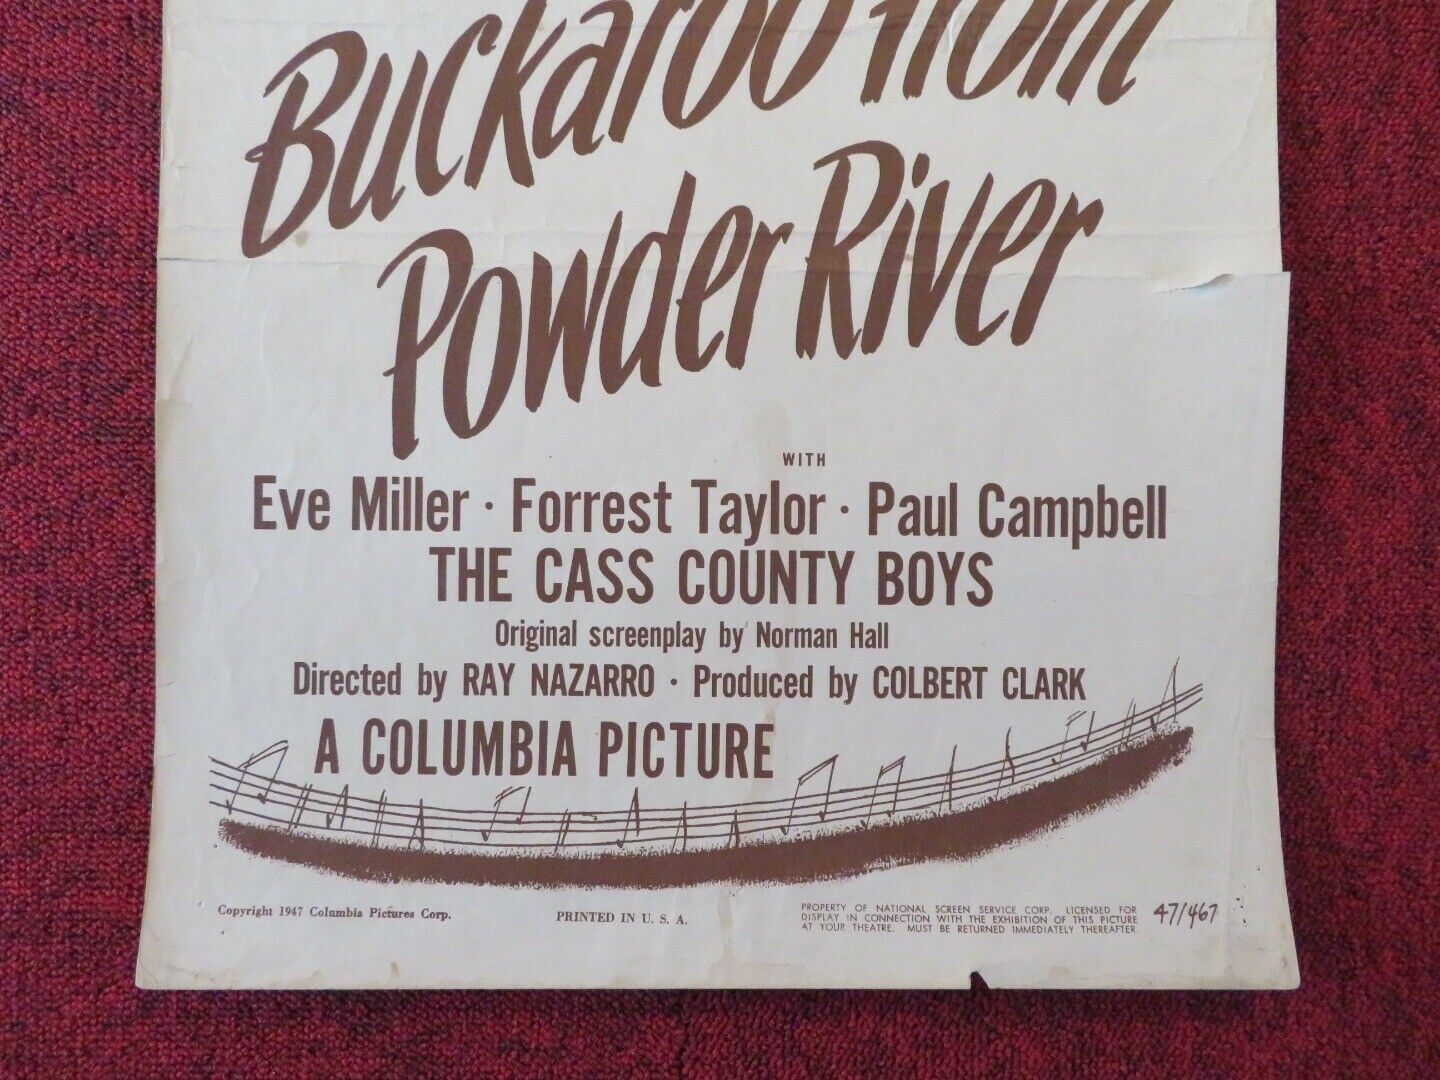 Buckaroo from
Powder River
WITH
Eve Miller · Forrest Taylor · Paul Campbell
THE CASS COUNTY BOYS
Original screenplay by Norman Hall
Directed by RAY NAZARRO · Produced by COLBERT CLARK
A COLUMBIA PICTURE
Copyright 1947 Columbia Pictures Corp.
PRINTED IN U. S. A.
PROPERTY OF NATIONAL SCREEN SERVICE CORP. LICENSED FOR
DISPLAY IN CONNECTION WITH THE EXHIBITION OF THIS PICTURE
AT YOUR THEATRE. MUST BE RETURNED IMMEDIATELY THEREAFTER.
47/467